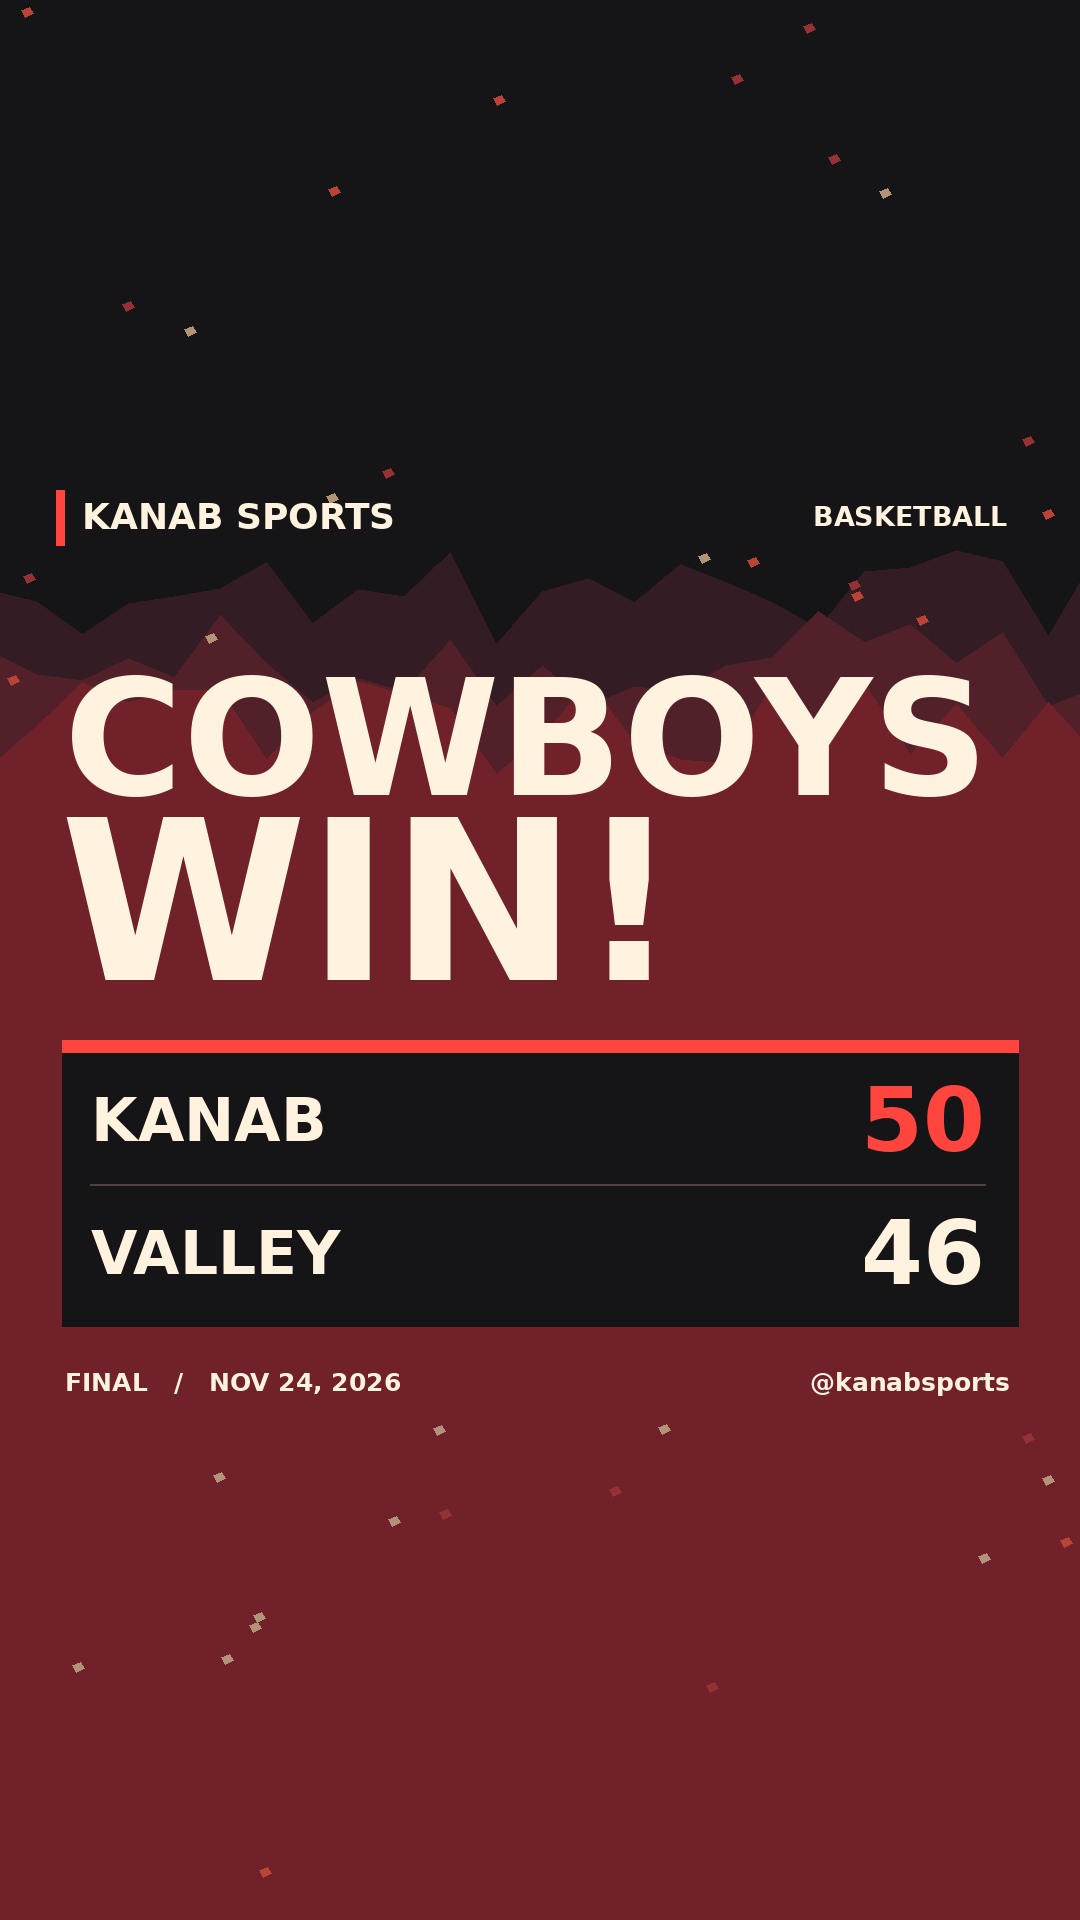 KANAB SPORTS
BASKETBALL
COWBOYS
WIN!
KANAB 50
VALLEY 46
FINAL / NOV 24, 2026
@kanabsports